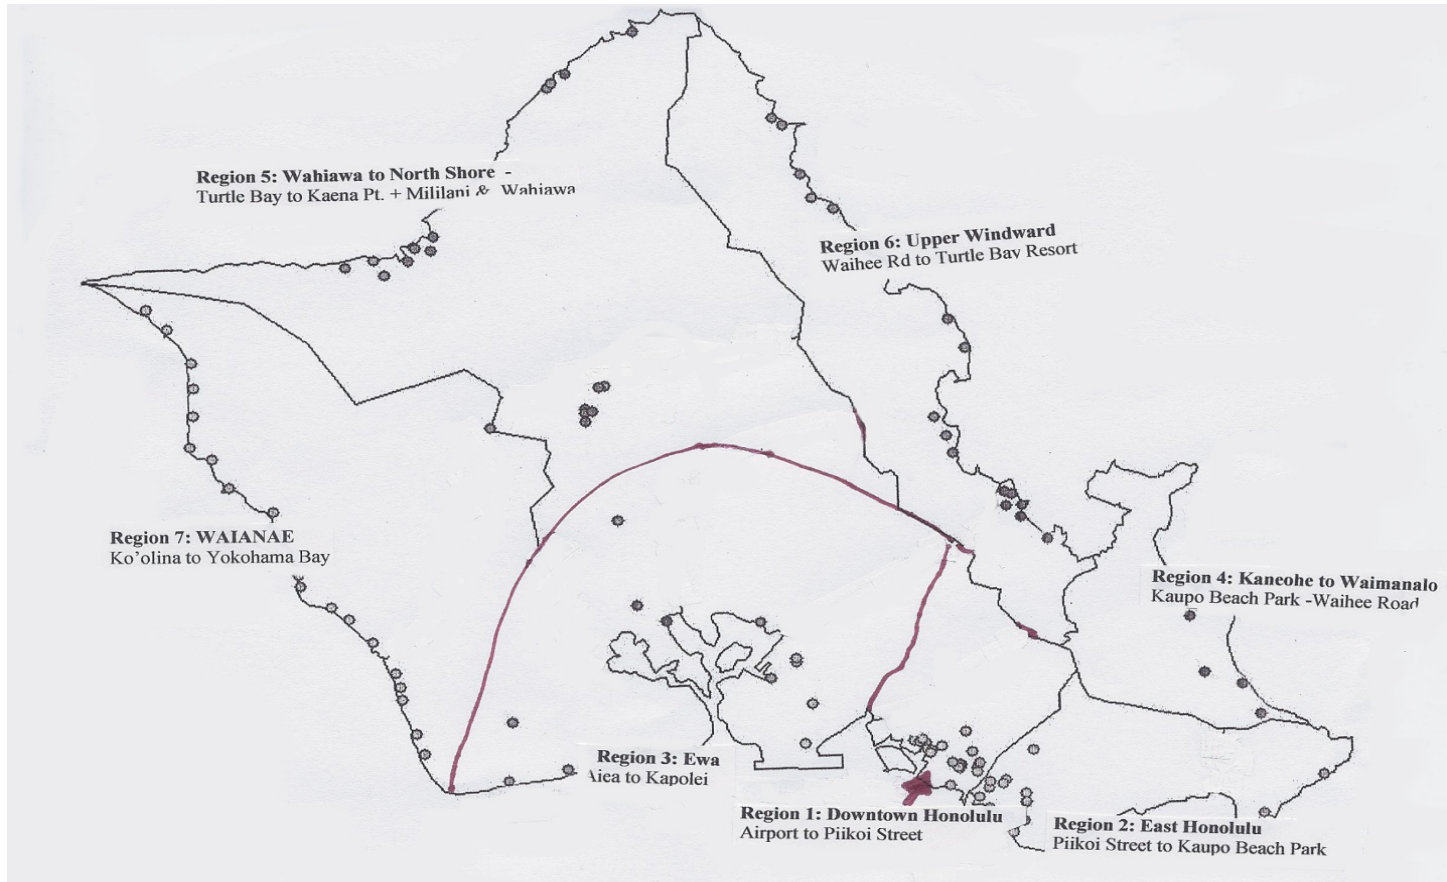 Region 5: Wahiawa to North Shore -
Turtle Bay to Kaena Pt. + Mililani & Wahiawa
Region 6: Upper Windward
Waihee Rd to Turtle Bay Resort
Region 7: WAIANAE
Ko'olina to Yokohama Bay
Region 4: Kaneohe to Waimanalo
Kaupo Beach Park -Waihee Road
Region 3: Ewa
Aiea to Kapolei
Region 1: Downtown Honolulu
Airport to Piikoi Street
Region 2: East Honolulu
Piikoi Street to Kaupo Beach Park